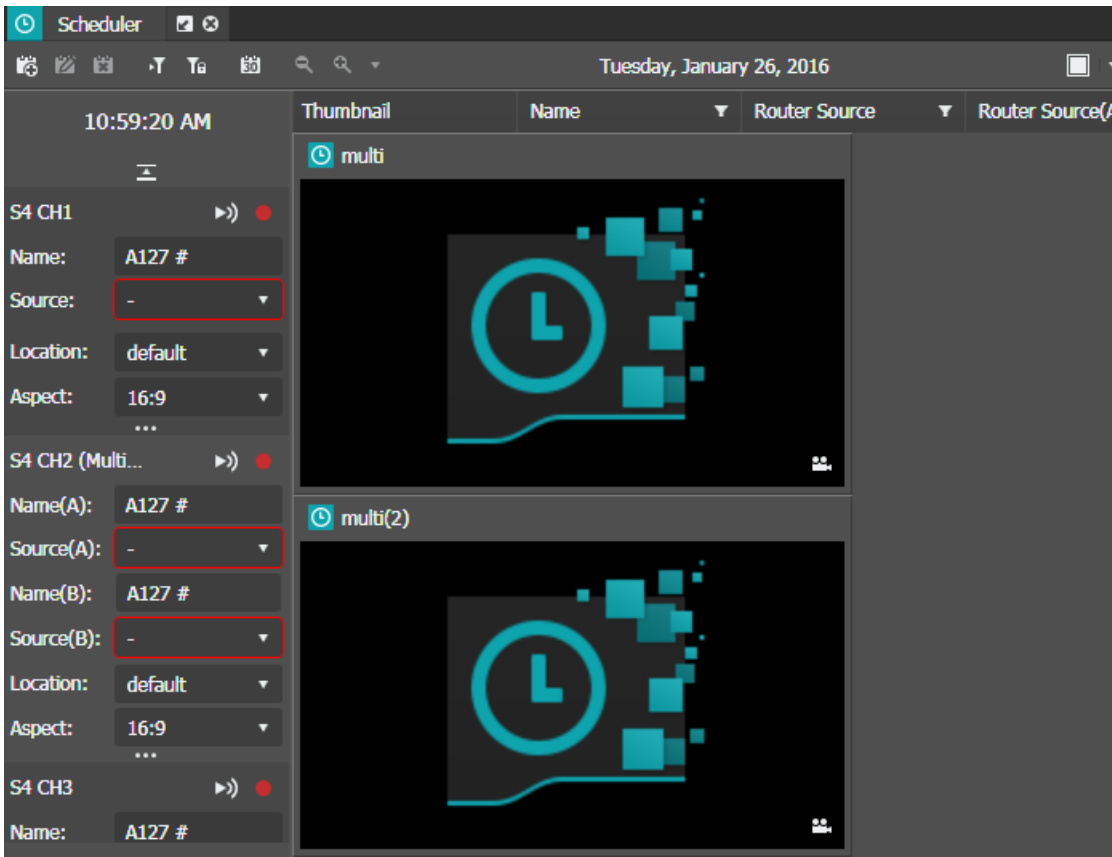 Scheduler
30
Tuesday, January 26, 2016
10:59:20 AM
Thumbnail Name Router Source Router Source(A
multi
S4 CH1
Name: A127 #
Source: -
Location: default
Aspect: 16:9
...
S4 CH2 (Multi...
Name(A): A127 #
multi(2)
Source(A): -
Name(B): A127 #
Source(B): -
Location: default
Aspect: 16:9
...
S4 CH3
Name: A127 #